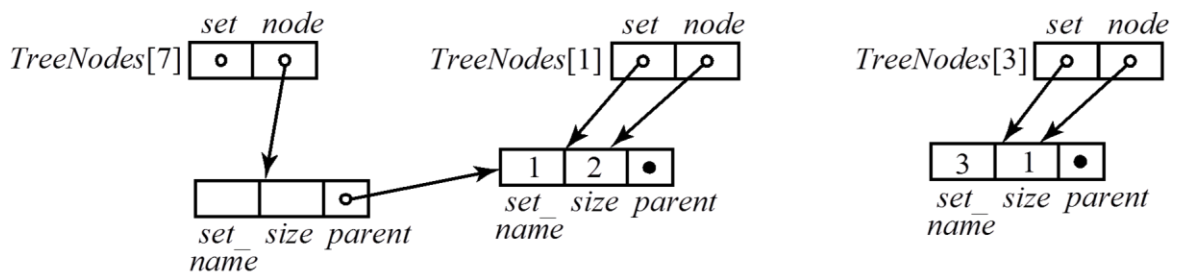 set node
TreeNodes[7]
set node
TreeNodes[1]
set node
TreeNodes[3]
1 2
set_ size parent
name
3 1
set_ size parent
name
set_ size parent
name